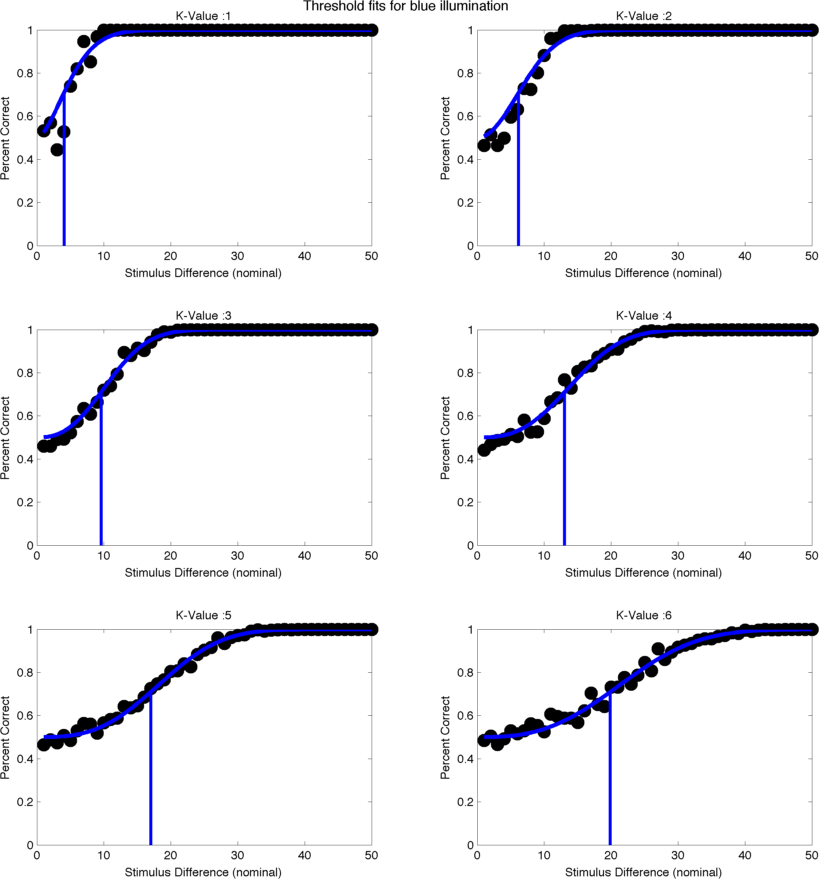 Threshold fits for blue illumination
K-Value :1
Percent Correct
1
0.8
0.6
0.4
0.2
0
0 10 20 30 40 50
Stimulus Difference (nominal)
K-Value :2
Percent Correct
1
0.8
0.6
0.4
0.2
0
0 10 20 30 40 50
Stimulus Difference (nominal)
K-Value :3
Percent Correct
1
0.8
0.6
0.4
0.2
0
0 10 20 30 40 50
Stimulus Difference (nominal)
K-Value :4
Percent Correct
1
0.8
0.6
0.4
0.2
0
0 10 20 30 40 50
Stimulus Difference (nominal)
K-Value :5
Percent Correct
1
0.8
0.6
0.4
0.2
0
0 10 20 30 40 50
Stimulus Difference (nominal)
K-Value :6
Percent Correct
1
0.8
0.6
0.4
0.2
0
0 10 20 30 40 50
Stimulus Difference (nominal)